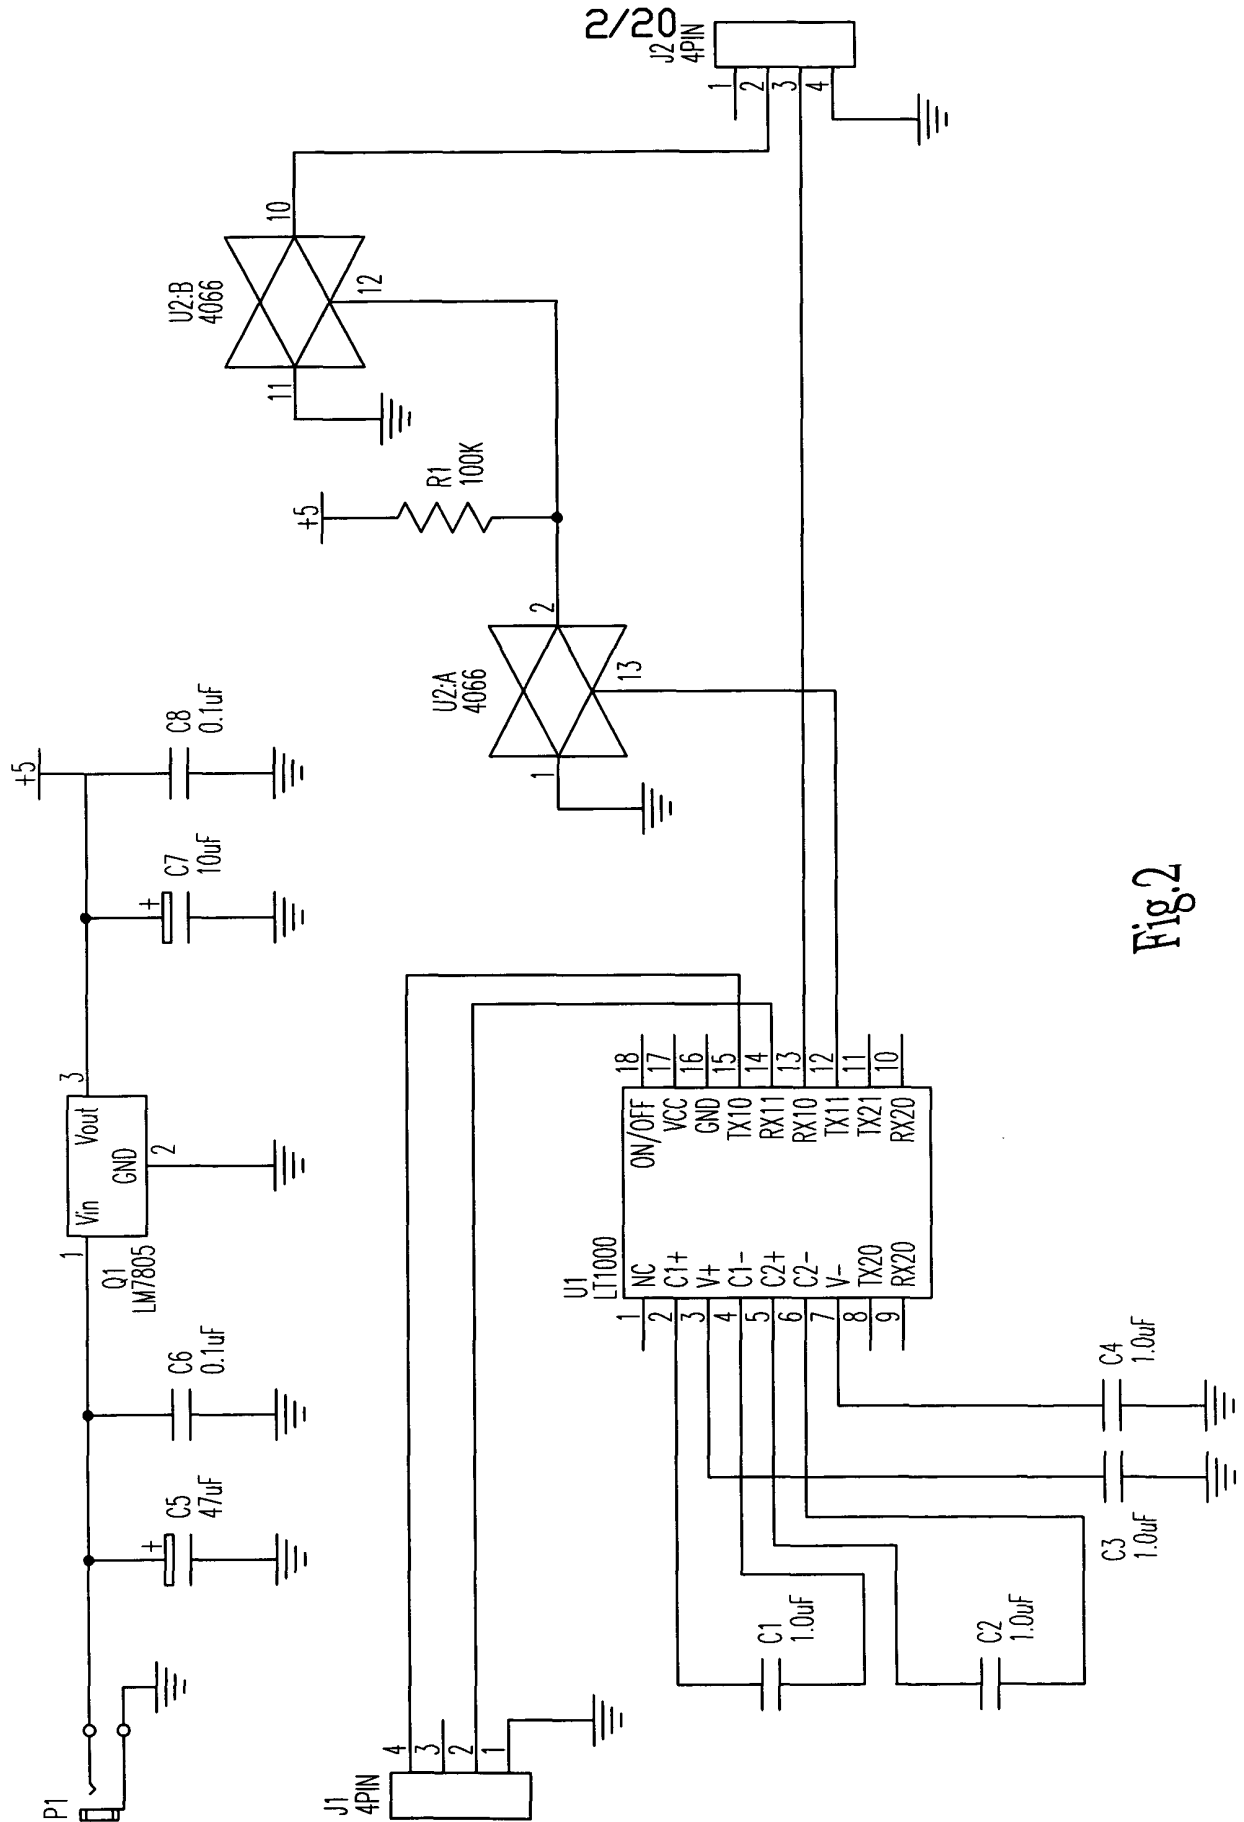 2/20
P1
C5
47uF
+
C6
0.1uF
1
Q1
LM7805
Vin
Vout
GND
3
2
C7
10uF
+
+5
C8
0.1uF
J1
4PIN
4
3
2
1
U1
LT1000
NC
C1+
V+
C1-
C2+
C2-
V-
TX20
RX20
1
2
3
4
5
6
7
8
9
ON/OFF
VCC
GND
TX10
RX11
RX10
TX11
TX21
RX20
18
17
16
15
14
13
12
11
10
C1
1.0uF
C2
1.0uF
C3
1.0uF
C4
1.0uF
U2:A
4066
1
2
13
+5
R1
100K
U2:B
4066
11
10
12
J2
4PIN
1
2
3
4
Fig.2